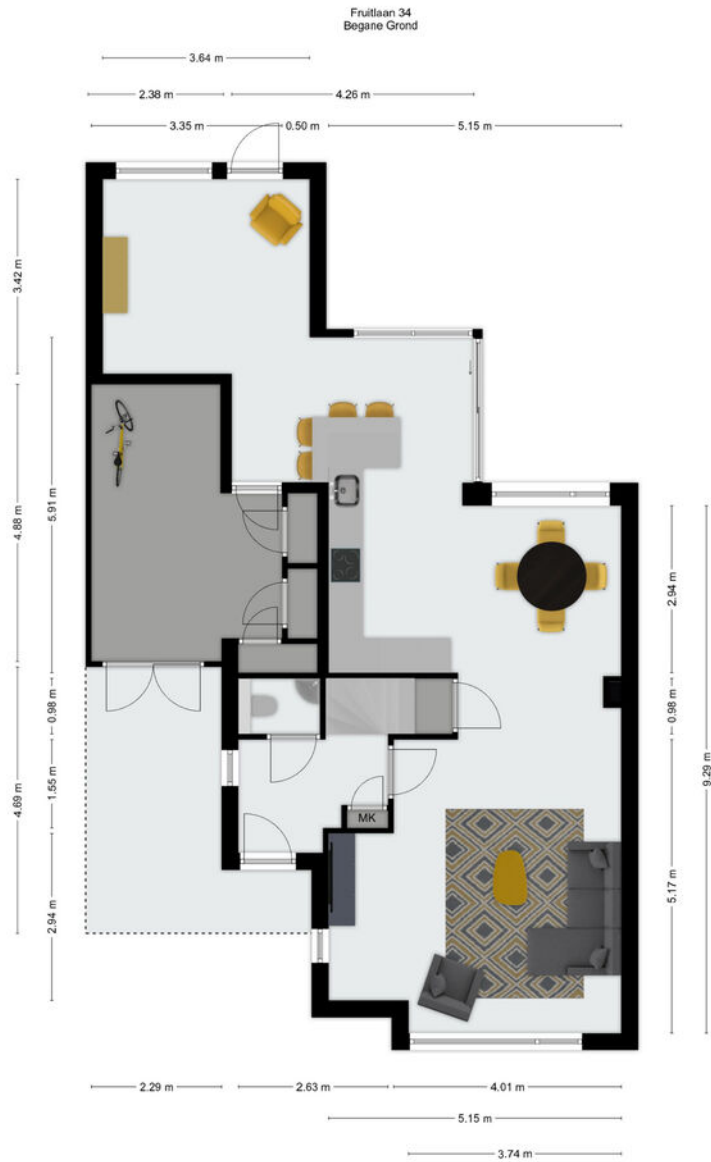 Fruitlaan 34
Begane Grond
3.64 m
2.38 m
4.26 m
3.35 m
0.50 m
5.15 m
3.42 m
4.88 m
4.69 m
5.91 m
0.98 m
1.55 m
2.94 m
MK
2.94 m
0.98 m
5.17 m
9.29 m
2.29 m
2.63 m
4.01 m
5.15 m
3.74 m